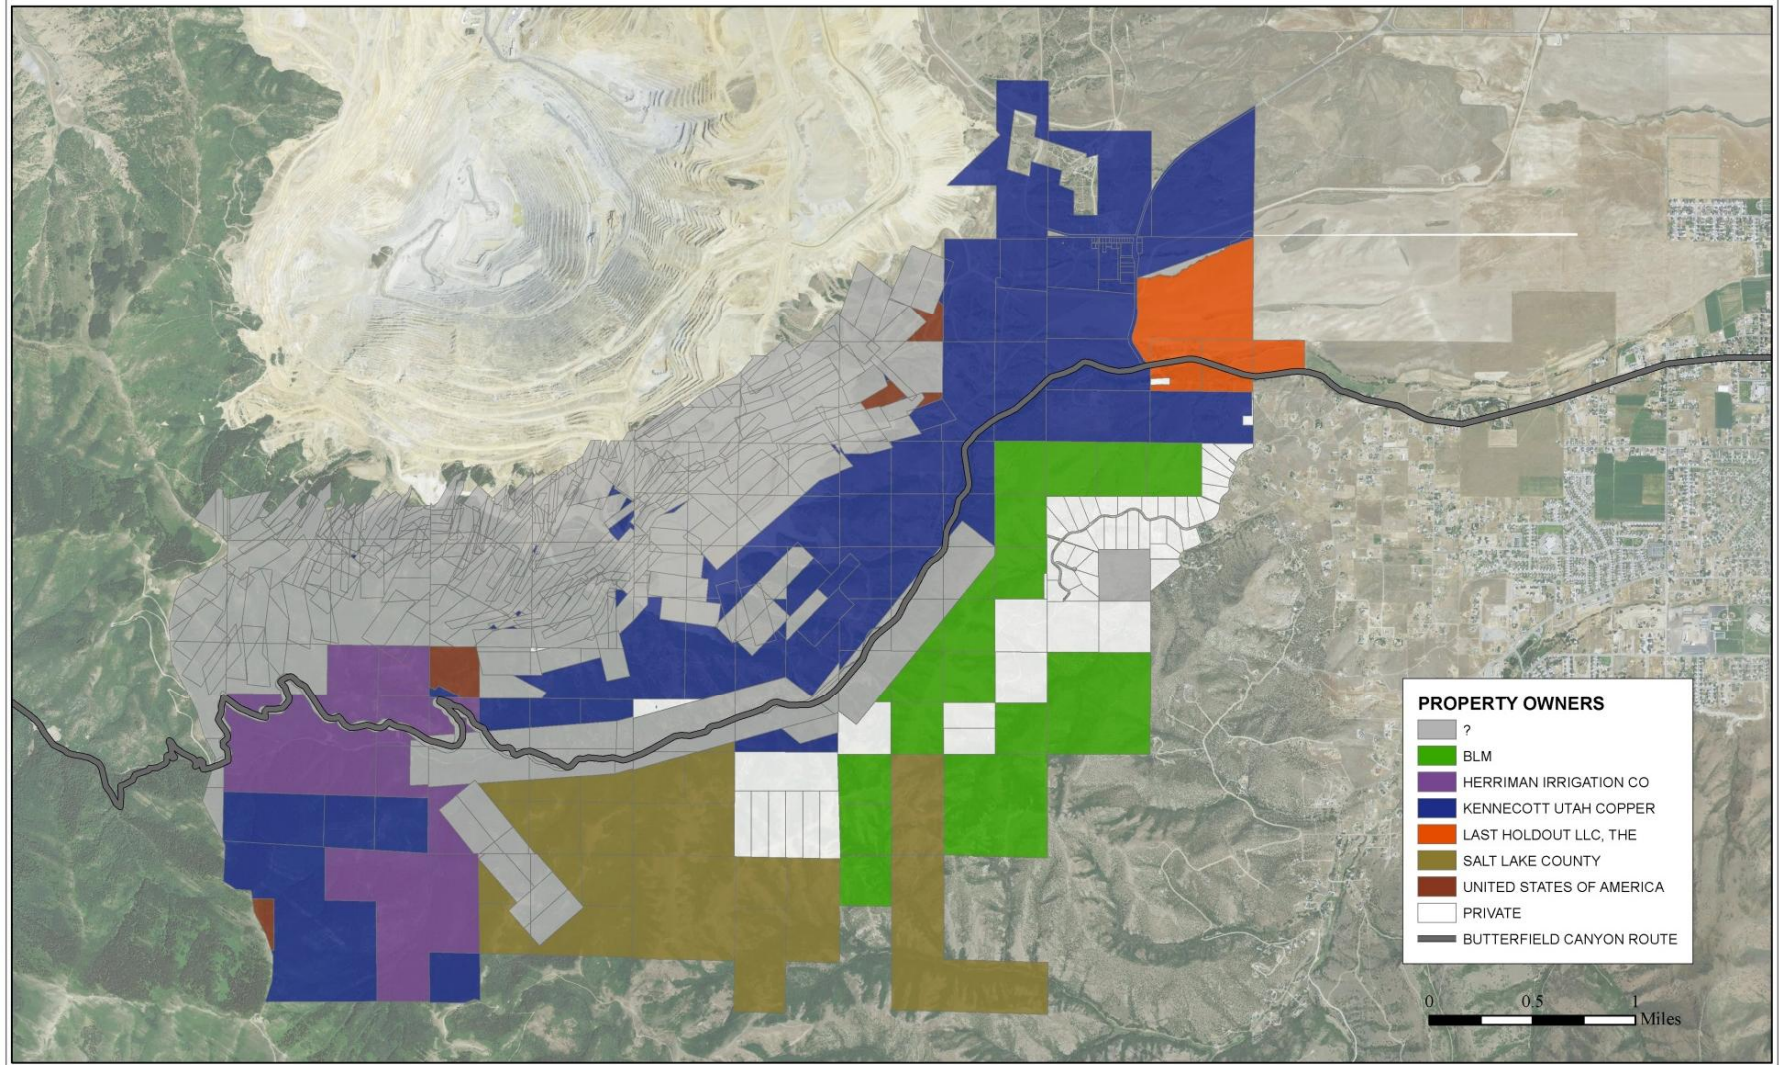 PROPERTY OWNERS
?
BLM
HERRIMAN IRRIGATION CO
KENNECOTT UTAH COPPER
LAST HOLDOUT LLC, THE
SALT LAKE COUNTY
UNITED STATES OF AMERICA
PRIVATE
BUTTERFIELD CANYON ROUTE
0 0.5 1
Miles